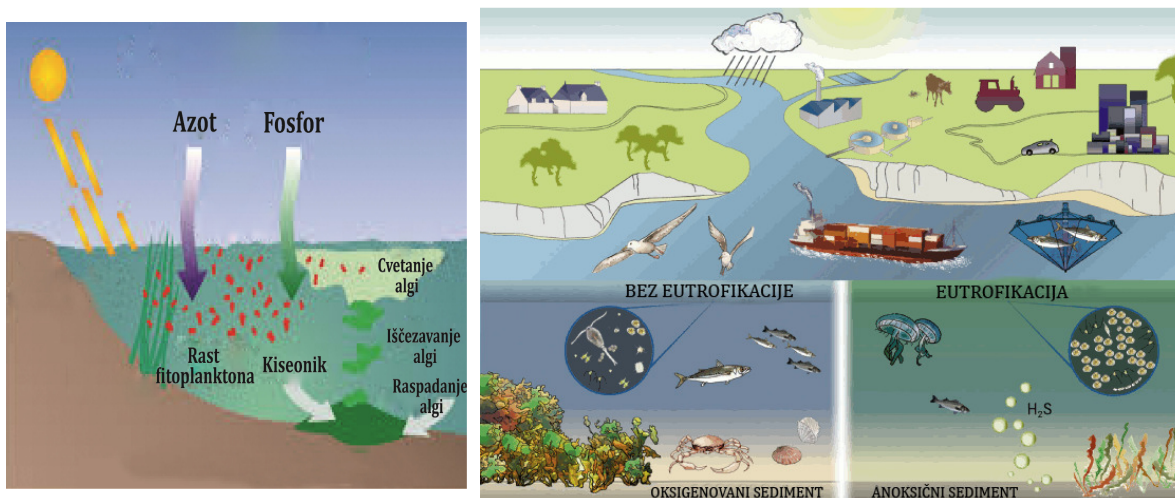 Azot
Fosfor
Cvetanje
algi
Iščezavanje
algi
Rast
fitoplanktona
Kiseonik
Raspadanje
algi
BEZ EUTROFIKACIJE
EUTROFIKACIJA
H₂S
OKSIGENOVANI SEDIMENT
ANOKSIČNI SEDIMENT